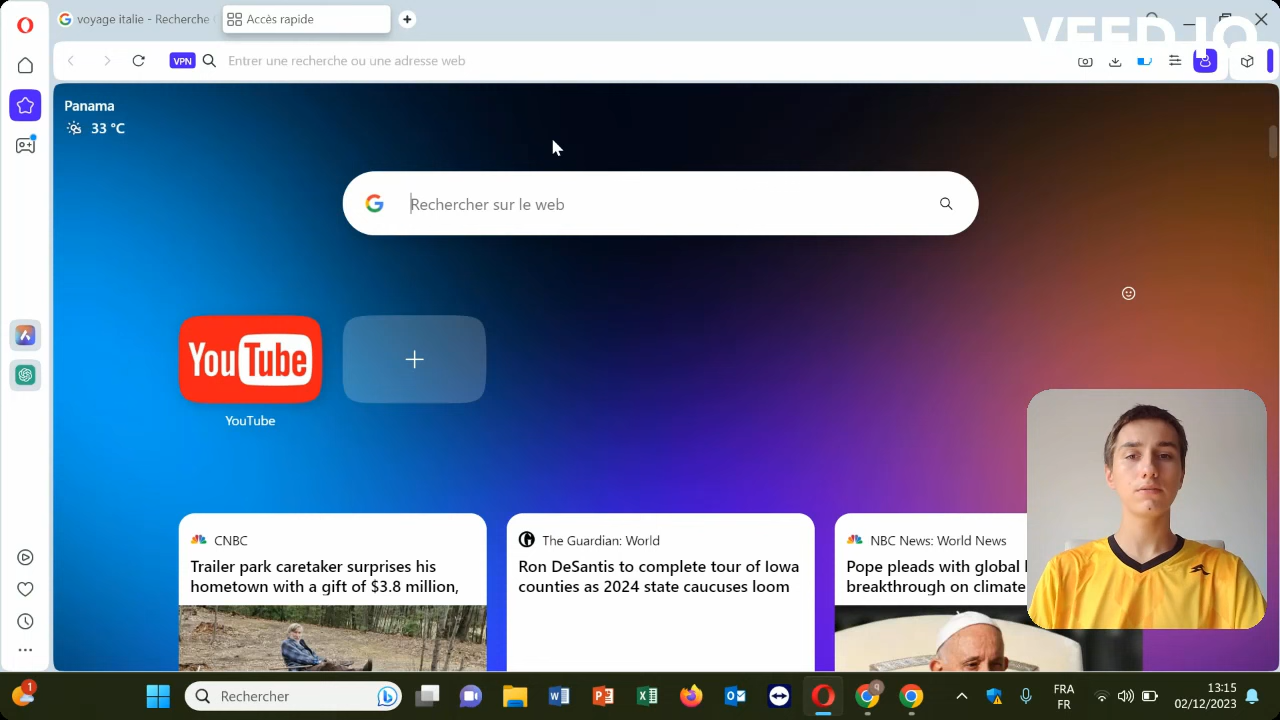 voyage italie - Recherche
Accès rapide
VEED.IO
VPN
Entrer une recherche ou une adresse web
Panama
33 °C
Rechercher sur le web
YouTube
YouTube
CNBC
Trailer park caretaker surprises his
hometown with a gift of $3.8 million,
The Guardian: World
Ron DeSantis to complete tour of Iowa
counties as 2024 state caucuses loom
NBC News: World News
Pope pleads with global
breakthrough on climate
1
Rechercher
q
FRA
FR
13:15
02/12/2023